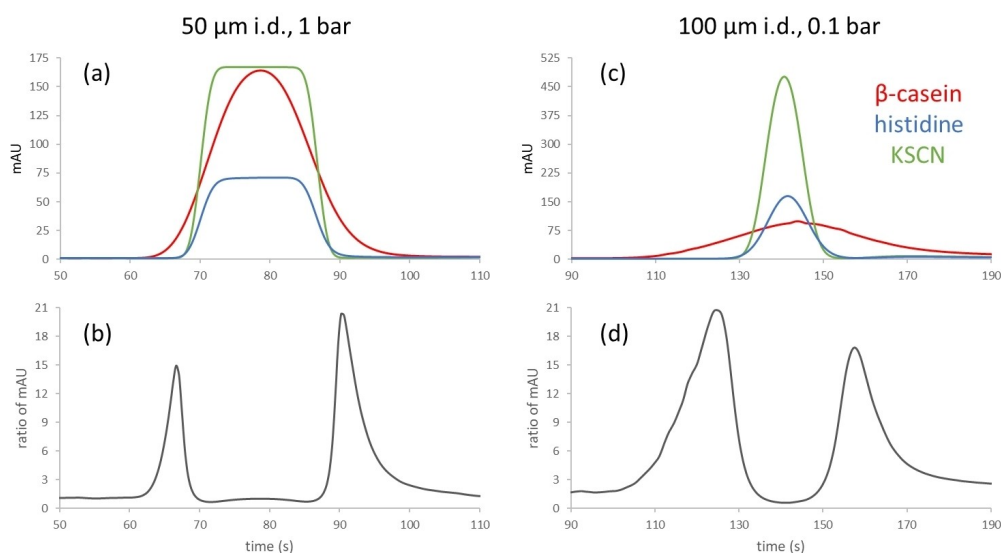 50 µm i.d., 1 bar
100 µm i.d., 0.1 bar
(a)
mAU
175
150
125
100
75
50
25
0
50 60 70 80 90 100 110
(c)
β-casein
histidine
KSCN
mAU
525
450
375
300
225
150
75
0
90 110 130 150 170 190
(b)
ratio of mAU
21
18
15
12
9
6
3
0
50 60 70 80 90 100 110
time (s)
(d)
ratio of mAU
21
18
15
12
9
6
3
0
90 110 130 150 170 190
time (s)